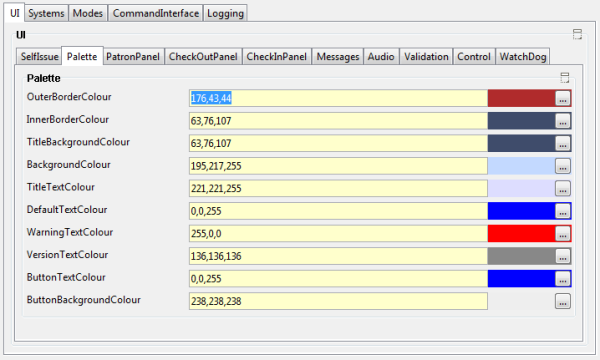 UI Systems Modes CommandInterface Logging
UI
SelfIssue Palette PatronPanel CheckOutPanel CheckInPanel Messages Audio Validation Control WatchDog
Palette
OuterBorderColour 176,43,44 ...
InnerBorderColour 63,76,107 ...
TitleBackgroundColour 63,76,107 ...
BackgroundColour 195,217,255 ...
TitleTextColour 221,221,255 ...
DefaultTextColour 0,0,255 ...
WarningTextColour 255,0,0 ...
VersionTextColour 136,136,136 ...
ButtonTextColour 0,0,255 ...
ButtonBackgroundColour 238,238,238 ...